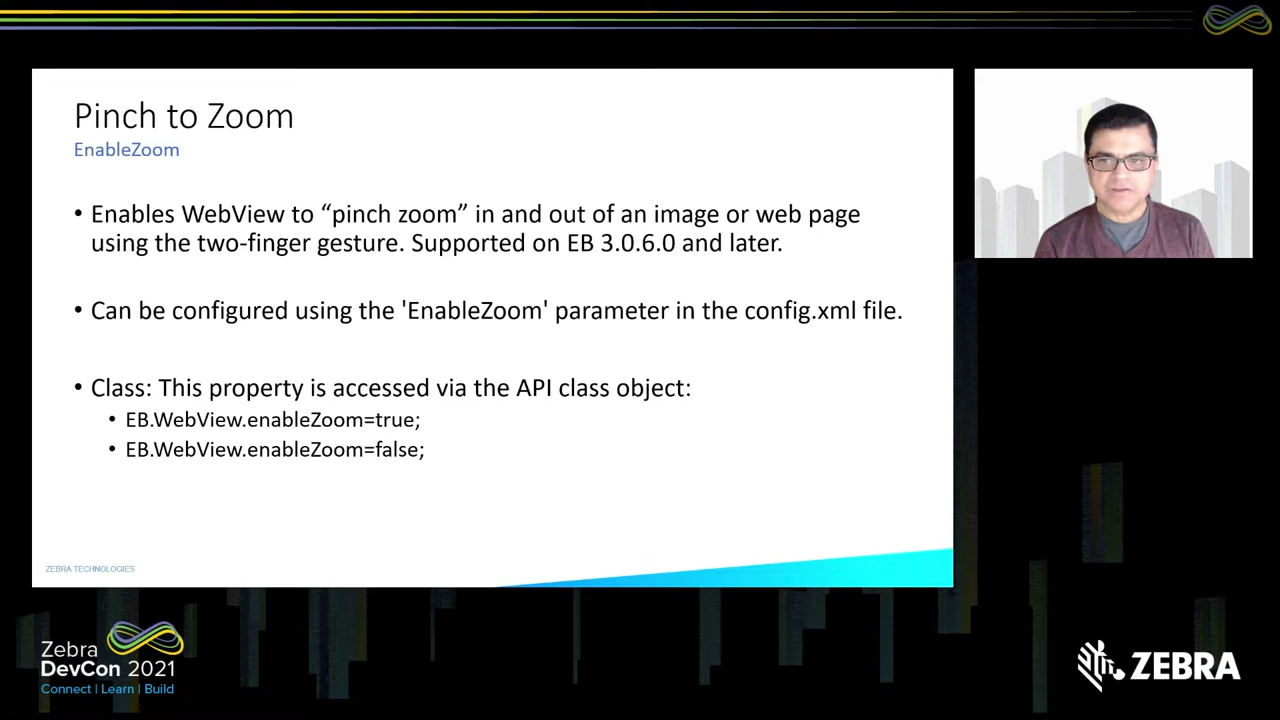 Pinch to Zoom
EnableZoom
• Enables WebView to “pinch zoom” in and out of an image or web page
using the two-finger gesture. Supported on EB 3.0.6.0 and later.
• Can be configured using the 'EnableZoom' parameter in the config.xml file.
• Class: This property is accessed via the API class object:
• EB.WebView.enableZoom=true;
• EB.WebView.enableZoom=false;
ZEBRA TECHNOLOGIES
Zebra
DevCon 2021
Connect | Learn | Build
ZEBRA